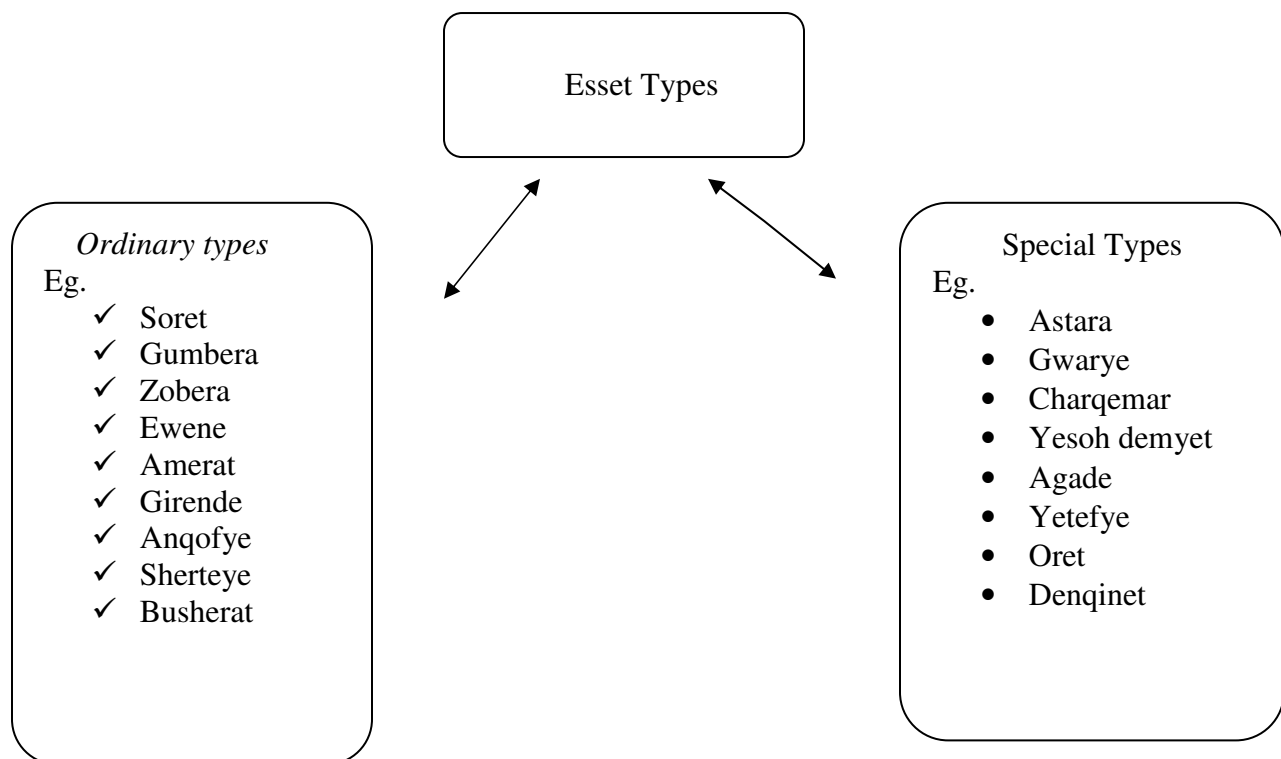 Esset Types
Ordinary types
Eg.
✓ Soret
✓ Gumbera
✓ Zobera
✓ Ewene
✓ Amerat
✓ Girende
✓ Anqofye
✓ Sherteye
✓ Busherat
Special Types
Eg.
• Astara
• Gwarye
• Charqemar
• Yesoh demyet
• Agade
• Yetefye
• Oret
• Denqinet